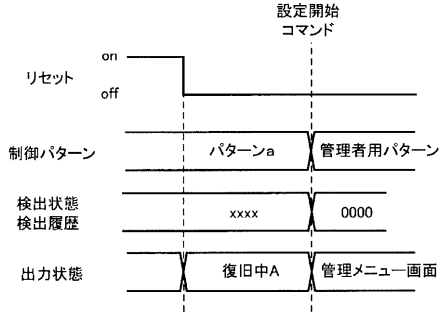 設定開始
コマンド
on
リセット
off
制御パターン
パターンa
管理者用パターン
検出状態
検出履歴
xxxx
0000
出力状態
復旧中A
管理メニュー画面